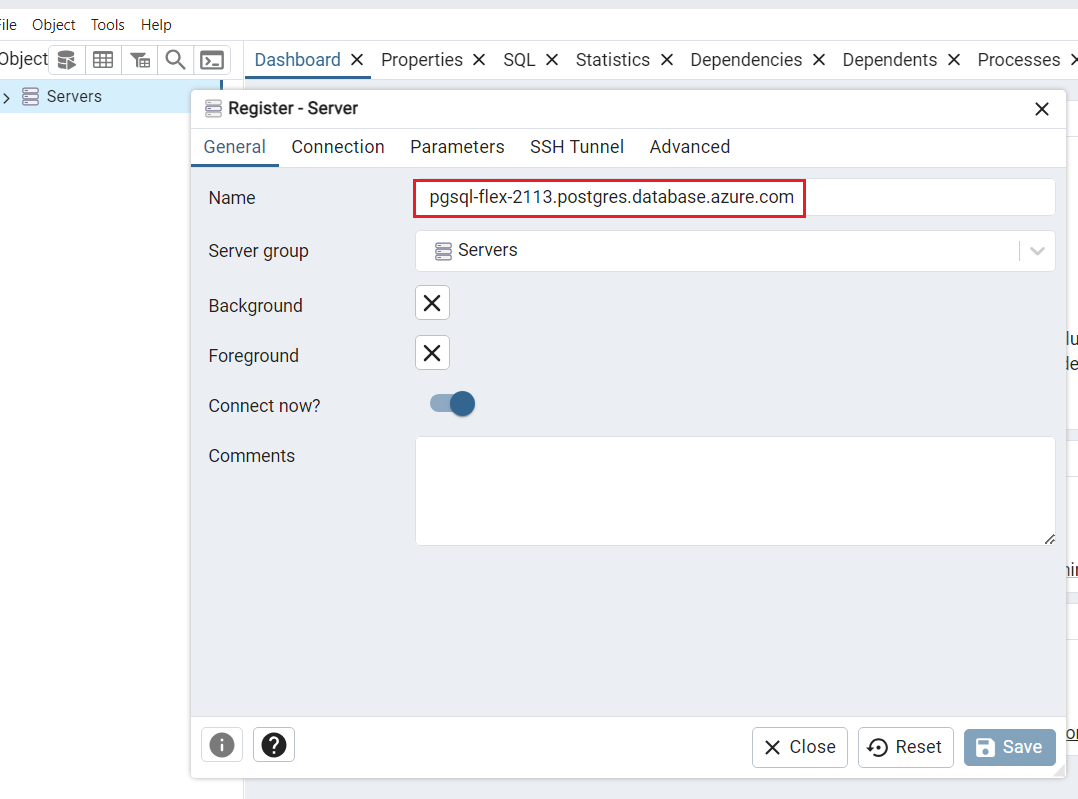 File Object Tools Help
Object Dashboard Properties SQL Statistics Dependencies Dependents Processes
Servers
Register - Server
General Connection Parameters SSH Tunnel Advanced
Name pgsql-flex-2113.postgres.database.azure.com
Server group Servers
Background
Foreground
Connect now?
Comments
Close Reset Save